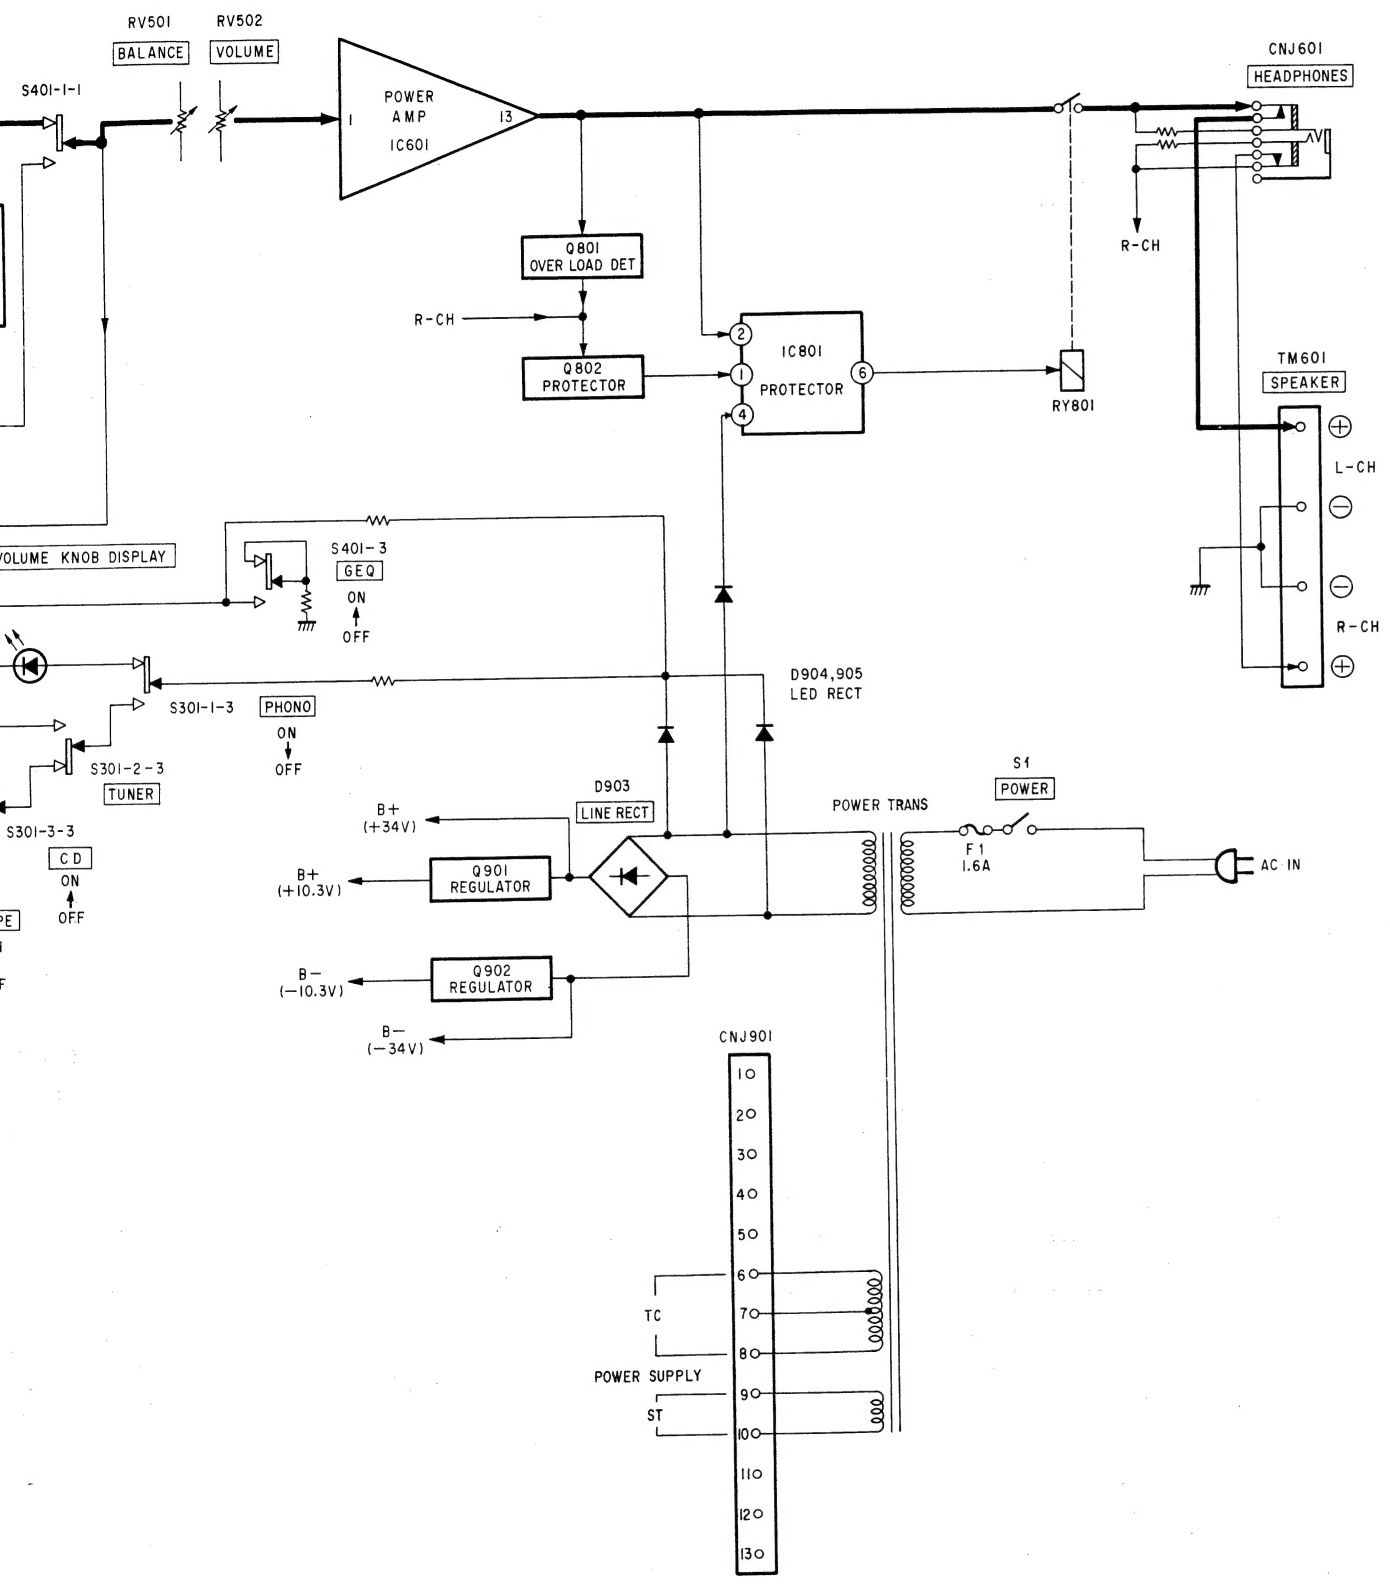 RV501
RV502
BALANCE
VOLUME
S401-1-1
1
POWER
AMP
IC601
13
CNJ601
HEADPHONES
R-CH
Q801
OVER LOAD DET
R-CH
Q802
PROTECTOR
2
1
4
IC801
PROTECTOR
6
RY801
TM601
SPEAKER
+
L-CH
−
−
R-CH
+
VOLUME KNOB DISPLAY
S401-3
GEQ
ON
OFF
S301-1-3
PHONO
ON
OFF
S301-2-3
TUNER
S301-3-3
CD
ON
OFF
PE
F
D904,905
LED RECT
D903
LINE RECT
B+
(+34V)
B+
(+10.3V)
Q901
REGULATOR
B−
(−10.3V)
Q902
REGULATOR
B−
(−34V)
POWER TRANS
S1
POWER
F1
1.6A
AC IN
CNJ901
1
2
3
4
5
6
7
8
9
10
11
12
13
TC
POWER SUPPLY
ST